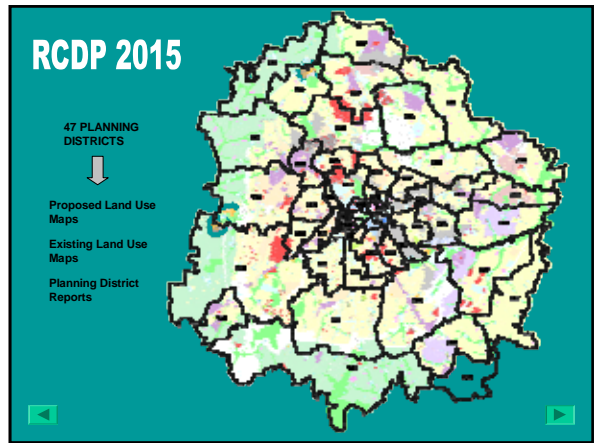 RCDP 2015
47 PLANNING
DISTRICTS
Proposed Land Use
Maps
Existing Land Use
Maps
Planning District
Reports